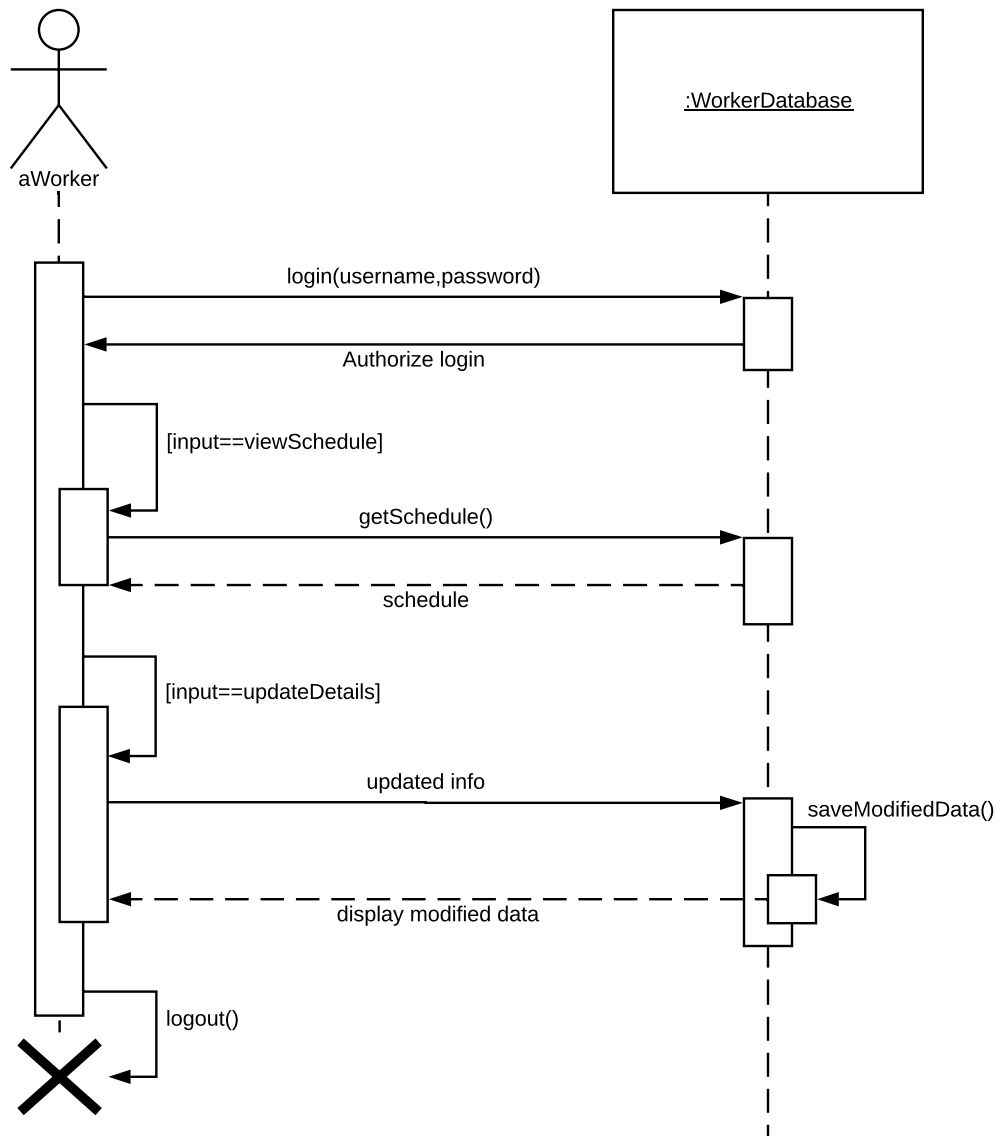 :WorkerDatabase
aWorker
login(username,password)
Authorize login
[input==viewSchedule]
getSchedule()
schedule
[input==updateDetails]
updated info
saveModifiedData()
display modified data
logout()